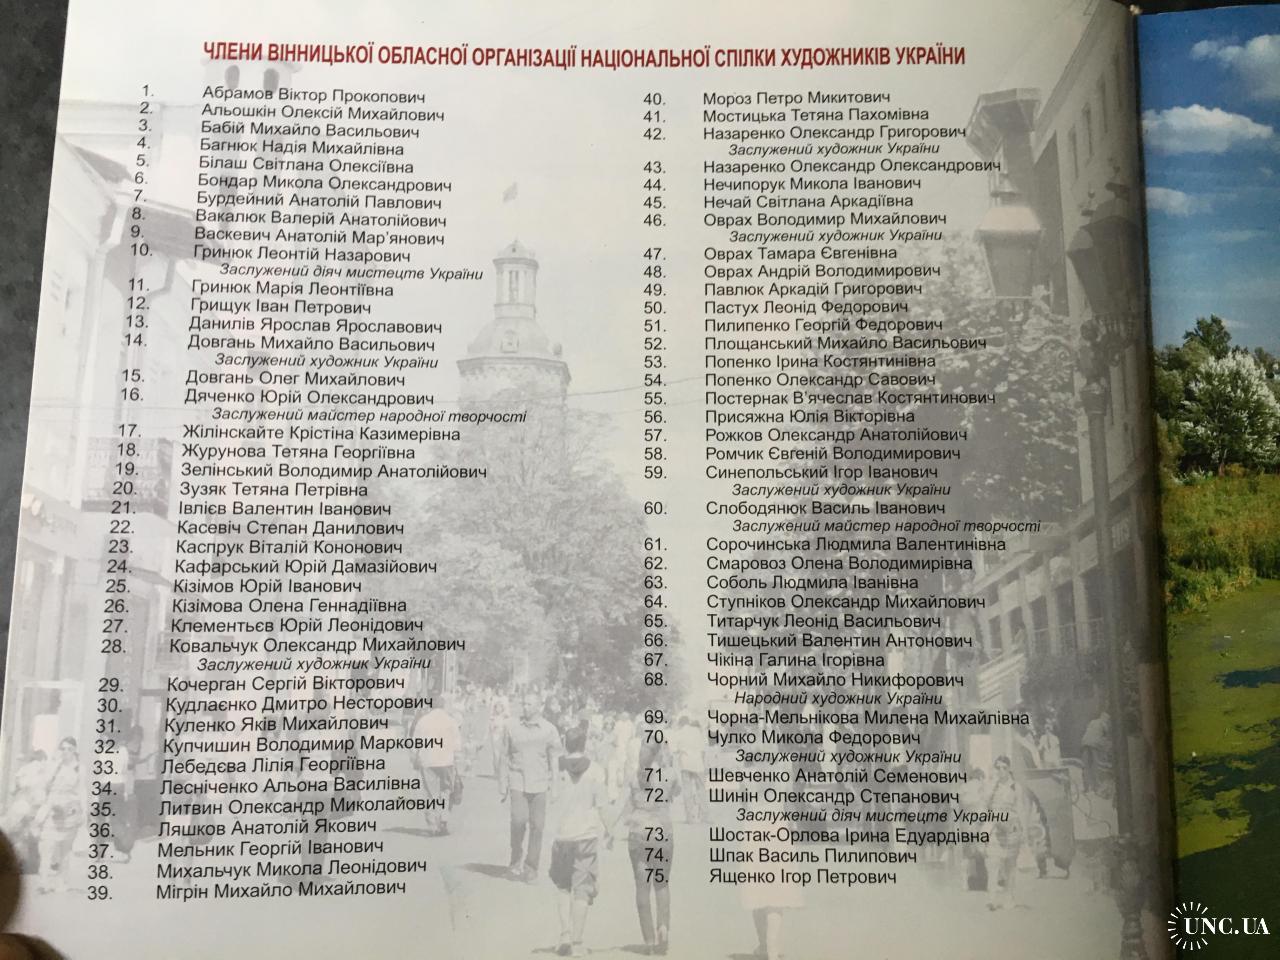 ЧЛЕНИ ВІННИЦЬКОЇ ОБЛАСНОЇ ОРГАНІЗАЦІЇ НАЦІОНАЛЬНОЇ СПІЛКИ ХУДОЖНИКІВ УКРАЇНИ
1. Абрамов Віктор Прокопович
2. Альошкін Олексій Михайлович
3. Бабій Михайло Васильович
4. Багнюк Надія Михайлівна
5. Білаш Світлана Олексіївна
6. Бондар Микола Олександрович
7. Бурдейний Анатолій Павлович
8. Вакалюк Валерій Анатолійович
9. Васкевич Анатолій Мар'янович
10. Гринюк Леонтій Назарович
Заслужений діяч мистецтв України
11. Гринюк Марія Леонтіївна
12. Грищук Іван Петрович
13. Данилів Ярослав Ярославович
14. Довгань Михайло Васильович
Заслужений художник України
15. Довгань Олег Михайлович
16. Дяченко Юрій Олександрович
Заслужений майстер народної творчості
17. Жілінскайте Крістіна Казимерівна
18. Журунова Тетяна Георгіївна
19. Зелінський Володимир Анатолійович
20. Зузяк Тетяна Петрівна
21. Івлієв Валентин Іванович
22. Касевіч Степан Данилович
23. Каспрук Віталій Кононович
24. Кафарський Юрій Дамазійович
25. Кізімов Юрій Іванович
26. Кізімова Олена Геннадіївна
27. Клементьєв Юрій Леонідович
28. Ковальчук Олександр Михайлович
Заслужений художник України
29. Кочерган Сергій Вікторович
30. Кудлаєнко Дмитро Несторович
31. Куленко Яків Михайлович
32. Купчишин Володимир Маркович
33. Лебедєва Лілія Георгіївна
34. Лесніченко Альона Василівна
35. Литвин Олександр Миколайович
36. Ляшков Анатолій Якович
37. Мельник Георгій Іванович
38. Михальчук Микола Леонідович
39. Мігрін Михайло Михайлович
40. Мороз Петро Микитович
41. Мостицька Тетяна Пахомівна
42. Назаренко Олександр Григорович
Заслужений художник України
43. Назаренко Олександр Олександрович
44. Нечипорук Микола Іванович
45. Нечай Світлана Аркадіївна
46. Оврах Володимир Михайлович
Заслужений художник України
47. Оврах Тамара Євгенівна
48. Оврах Андрій Володимирович
49. Павлюк Аркадій Григорович
50. Пастух Леонід Федорович
51. Пилипенко Георгій Федорович
52. Площанський Михайло Васильович
53. Попенко Ірина Костянтинівна
54. Попенко Олександр Савович
55. Постернак В'ячеслав Костянтинович
56. Присяжна Юлія Вікторівна
57. Рожков Олександр Анатолійович
58. Ромчик Євгеній Володимирович
59. Синепольський Ігор Іванович
Заслужений художник України
60. Слободянюк Василь Іванович
Заслужений майстер народної творчості
61. Сорочинська Людмила Валентинівна
62. Смаровоз Олена Володимирівна
63. Соболь Людмила Іванівна
64. Ступніков Олександр Михайлович
65. Титарчук Леонід Васильович
66. Тишецький Валентин Антонович
67. Чікіна Галина Ігорівна
68. Чорний Михайло Никифорович
Народний художник України
69. Чорна-Мельнікова Милена Михайлівна
70. Чулко Микола Федорович
Заслужений художник України
71. Шевченко Анатолій Семенович
72. Шинін Олександр Степанович
Заслужений діяч мистецтв України
73. Шостак-Орлова Ірина Едуардівна
74. Шпак Василь Пилипович
75. Ященко Ігор Петрович
UNC.UA